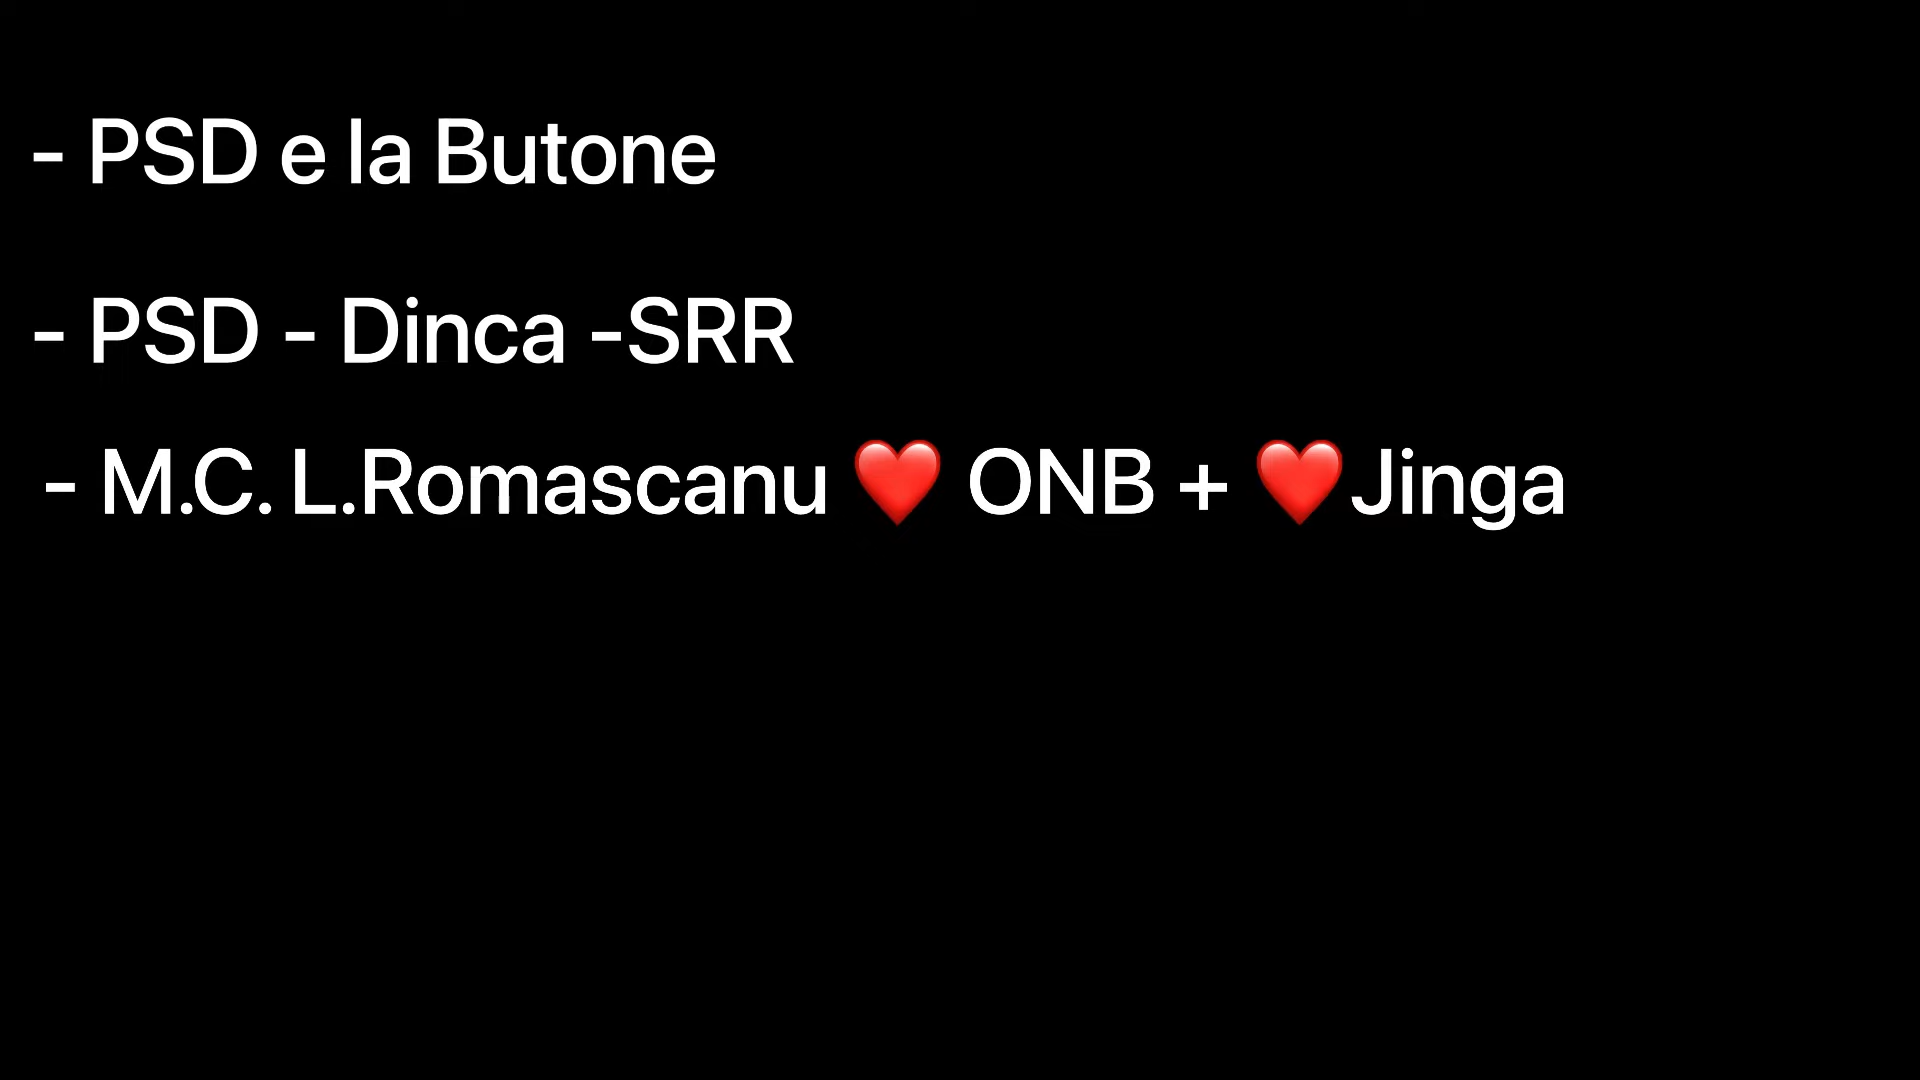 - PSD e la Butone
- PSD - Dinca -SRR
- M.C. L.Romascanu ❤️ ONB + ❤️Jinga